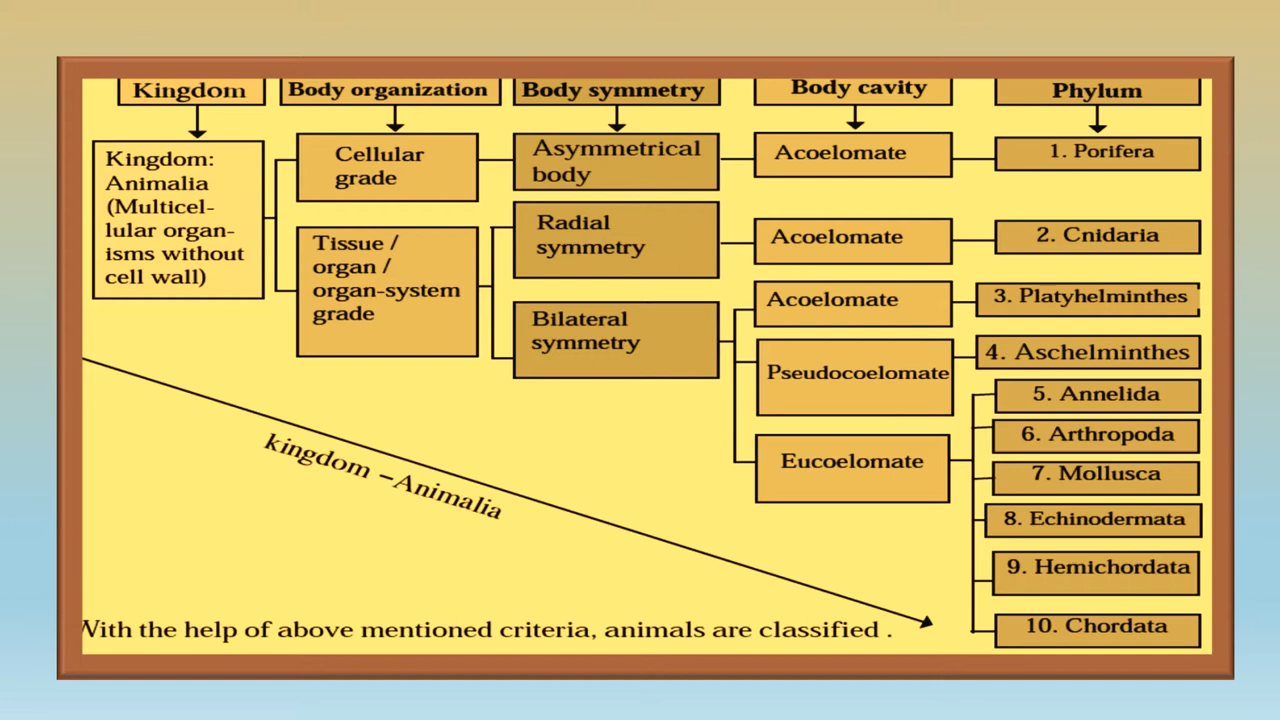 Kingdom
Body organization
Body symmetry
Body cavity
Phylum
Kingdom:
Animalia
(Multicel-
lular organ-
isms without
cell wall)
Cellular
grade
Tissue /
organ /
organ-system
grade
Asymmetrical
body
Radial
symmetry
Bilateral
symmetry
Acoelomate
Acoelomate
Acoelomate
Pseudocoelomate
Eucoelomate
1. Porifera
2. Cnidaria
3. Platyhelminthes
4. Aschelminthes
5. Annelida
6. Arthropoda
7. Mollusca
8. Echinodermata
9. Hemichordata
10. Chordata
kingdom –Animalia
With the help of above mentioned criteria, animals are classified .